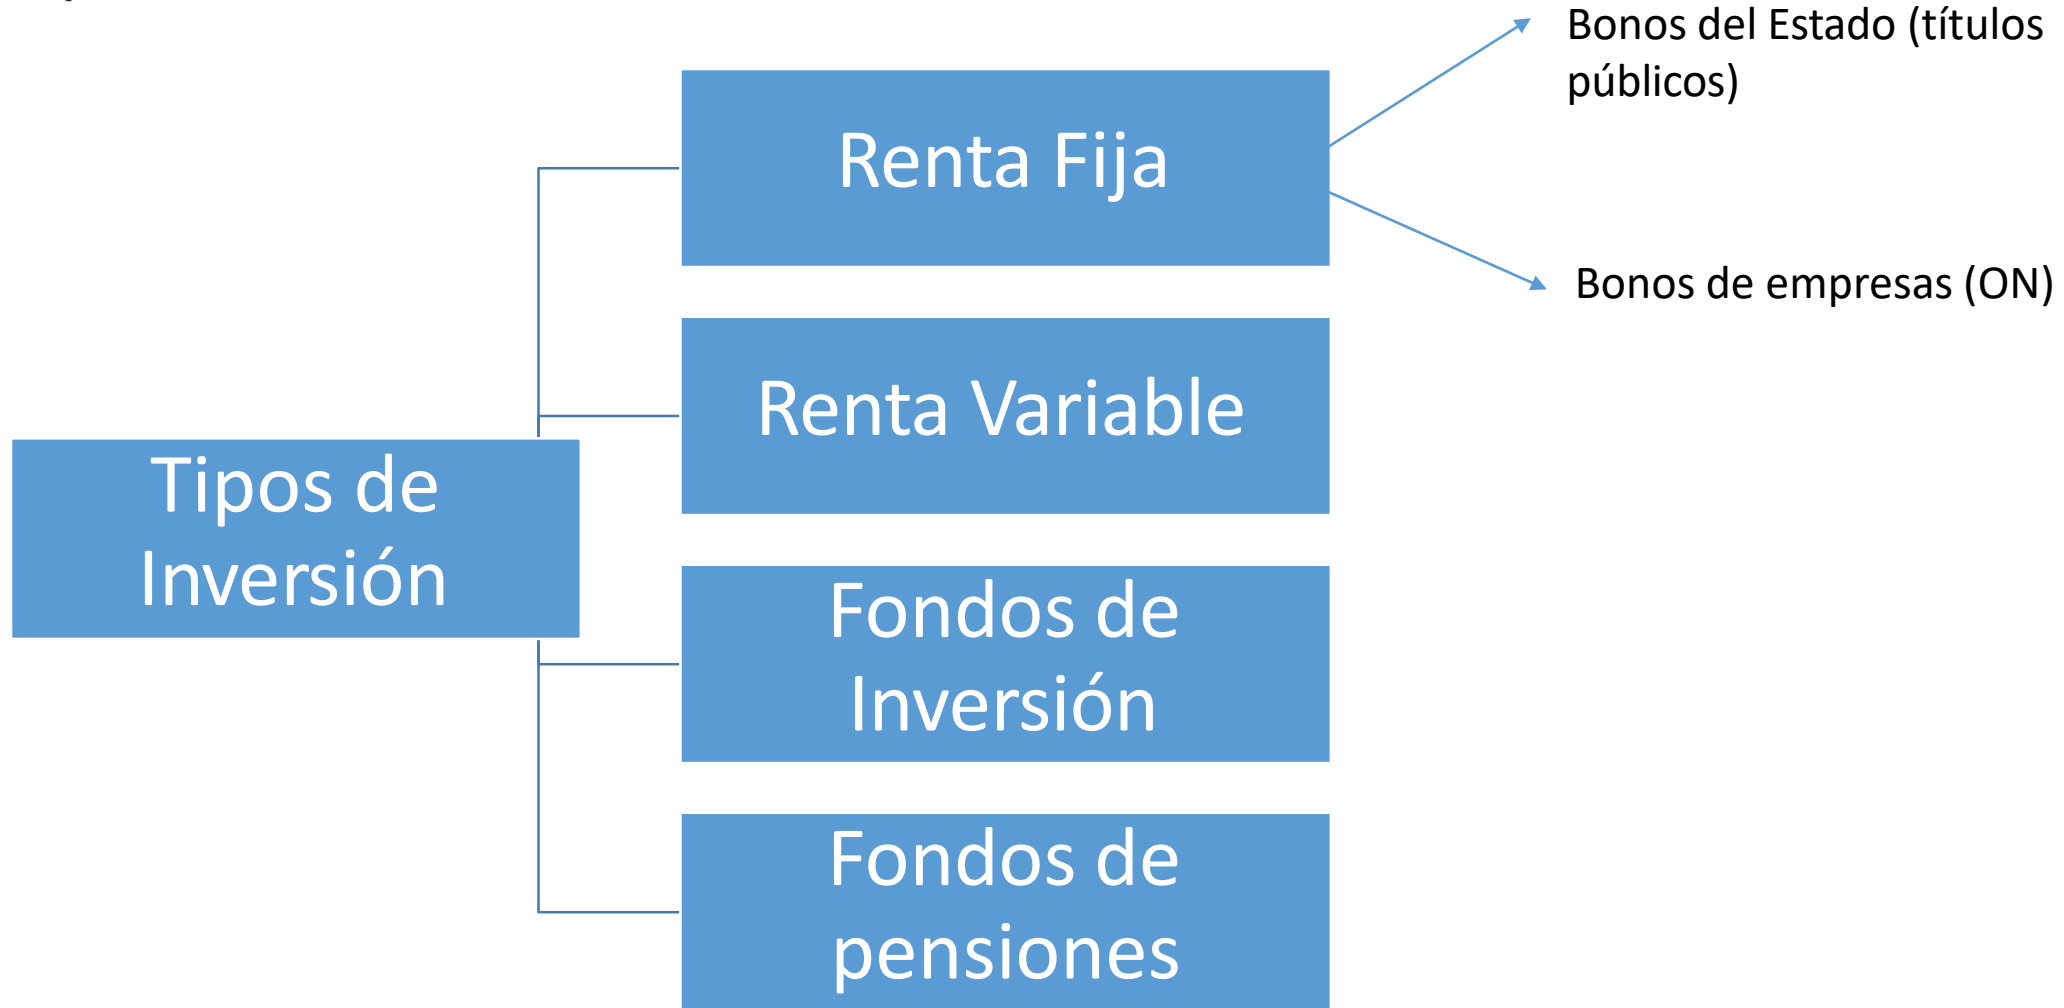 Bonos del Estado (títulos
públicos)
Renta Fija
Bonos de empresas (ON)
Renta Variable
Tipos de
Inversión
Fondos de
Inversión
Fondos de
pensiones